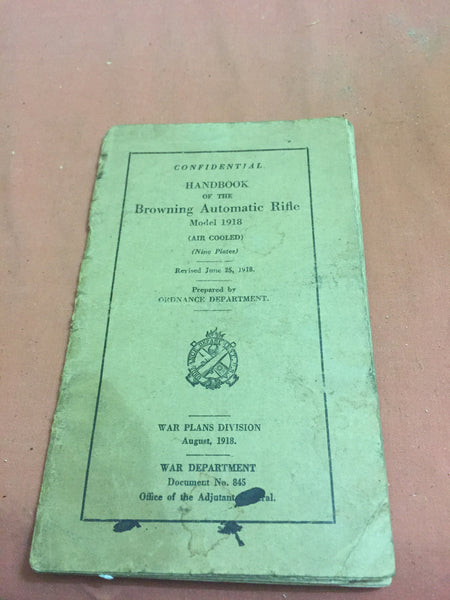 CONFIDENTIAL
HANDBOOK
OF THE
Browning Automatic Rifle
Model 1918
(AIR COOLED)
(Nine Plates)
Revised June 25, 1918.
Prepared by
ORDNANCE DEPARTMENT.
WAR PLANS DIVISION
August, 1918.
WAR DEPARTMENT
Document No. 845
Office of the Adjutant General.